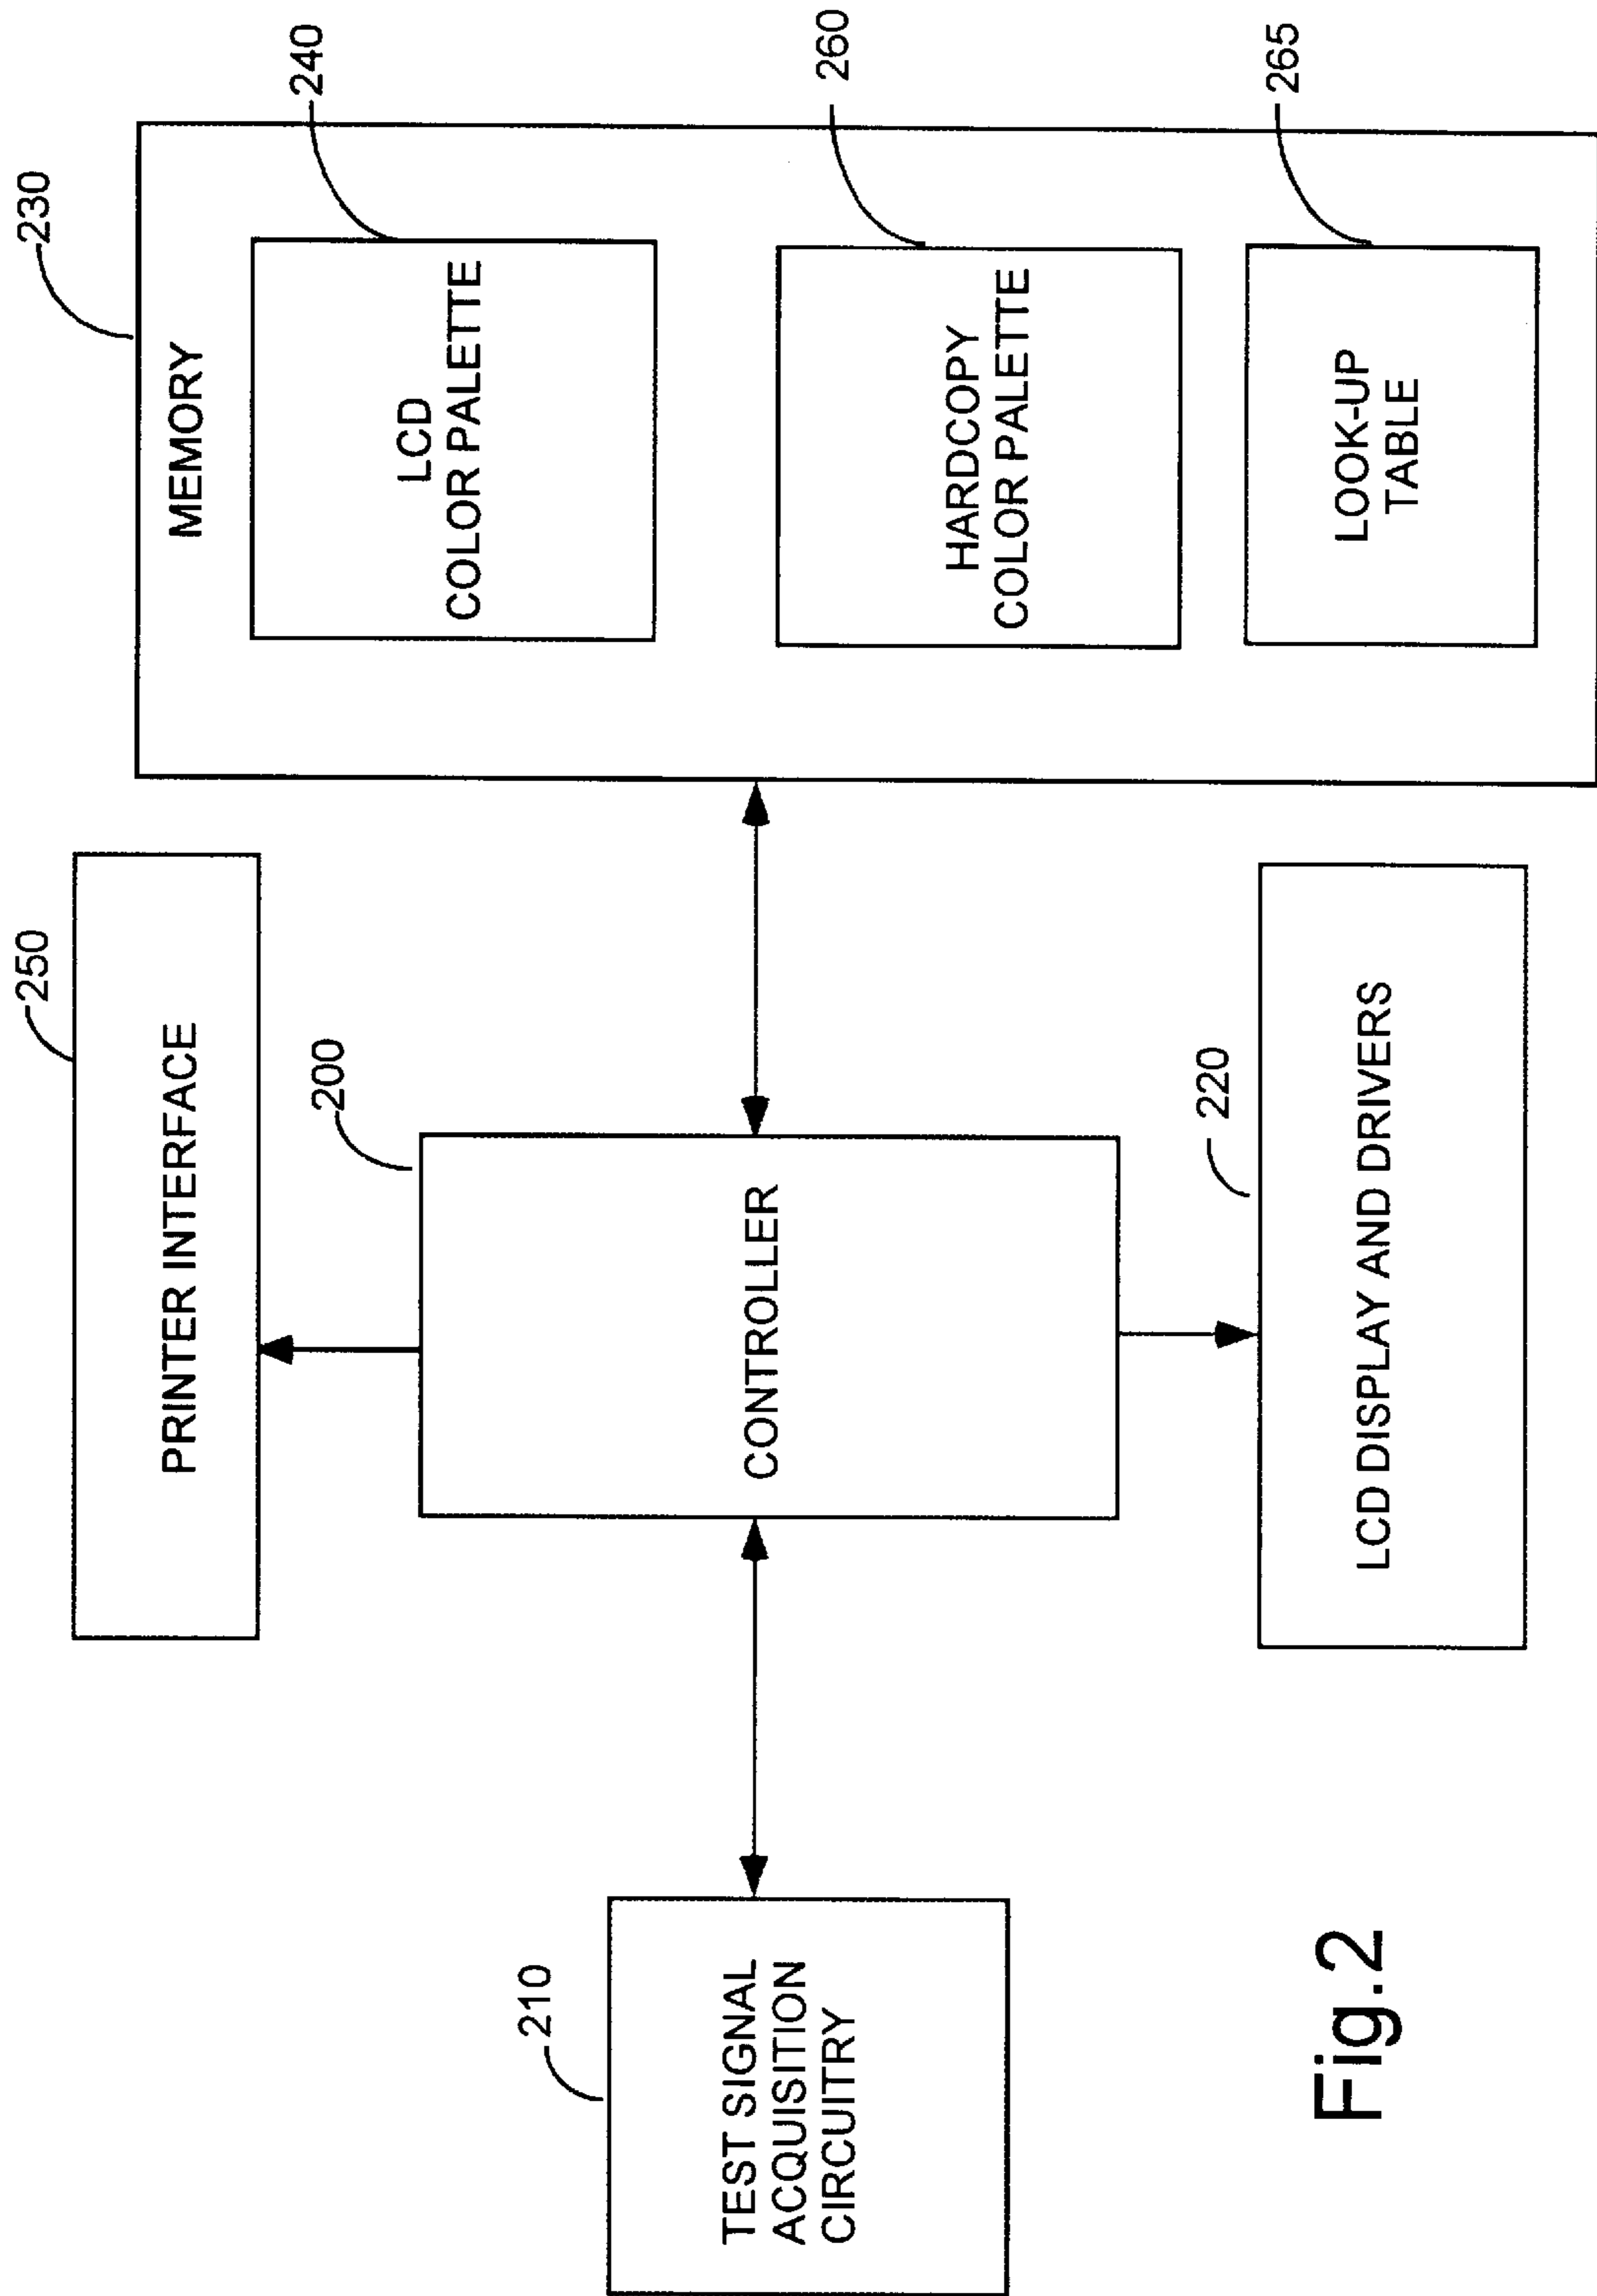 250
PRINTER INTERFACE
230
MEMORY
240
LCD
COLOR PALETTE
260
HARDCOPY
COLOR PALETTE
265
LOOK-UP
TABLE
200
CONTROLLER
210
TEST SIGNAL
ACQUISITION
CIRCUITRY
220
LCD DISPLAY AND DRIVERS
Fig.2